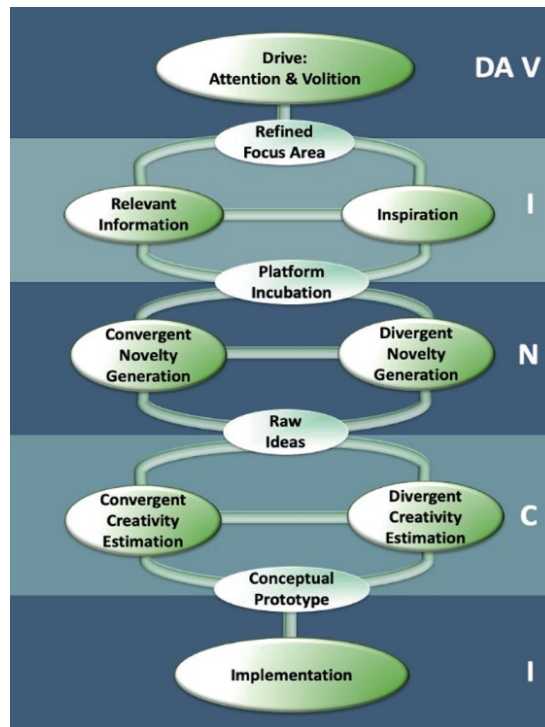 Drive:
Attention & Volition
DA V
Refined
Focus Area
Relevant
Information
Inspiration
I
Platform
Incubation
Convergent
Novelty
Generation
Divergent
Novelty
Generation
N
Raw
Ideas
Convergent
Creativity
Estimation
Divergent
Creativity
Estimation
C
Conceptual
Prototype
Implementation
I